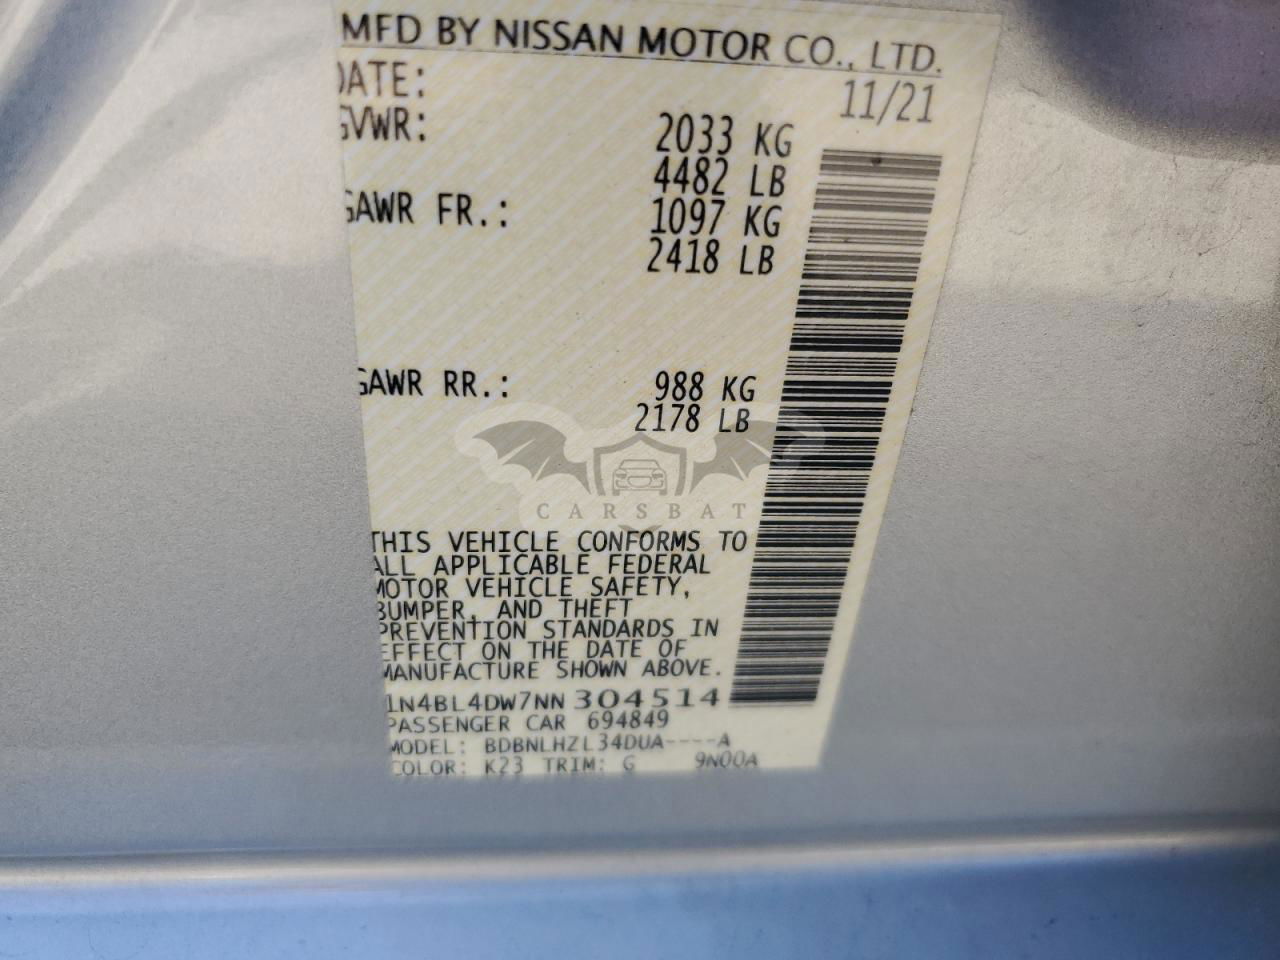 MFD BY NISSAN MOTOR CO., LTD.
DATE: 11/21
GVWR: 2033 KG
4482 LB
GAWR FR.: 1097 KG
2418 LB
GAWR RR.: 988 KG
2178 LB
CARSBAT
THIS VEHICLE CONFORMS TO
ALL APPLICABLE FEDERAL
MOTOR VEHICLE SAFETY,
BUMPER, AND THEFT
PREVENTION STANDARDS IN
EFFECT ON THE DATE OF
MANUFACTURE SHOWN ABOVE.
1N4BL4DW7NN304514
PASSENGER CAR 694849
MODEL: BDBNLHZL34DUA----A
COLOR: K23 TRIM: G 9N00A